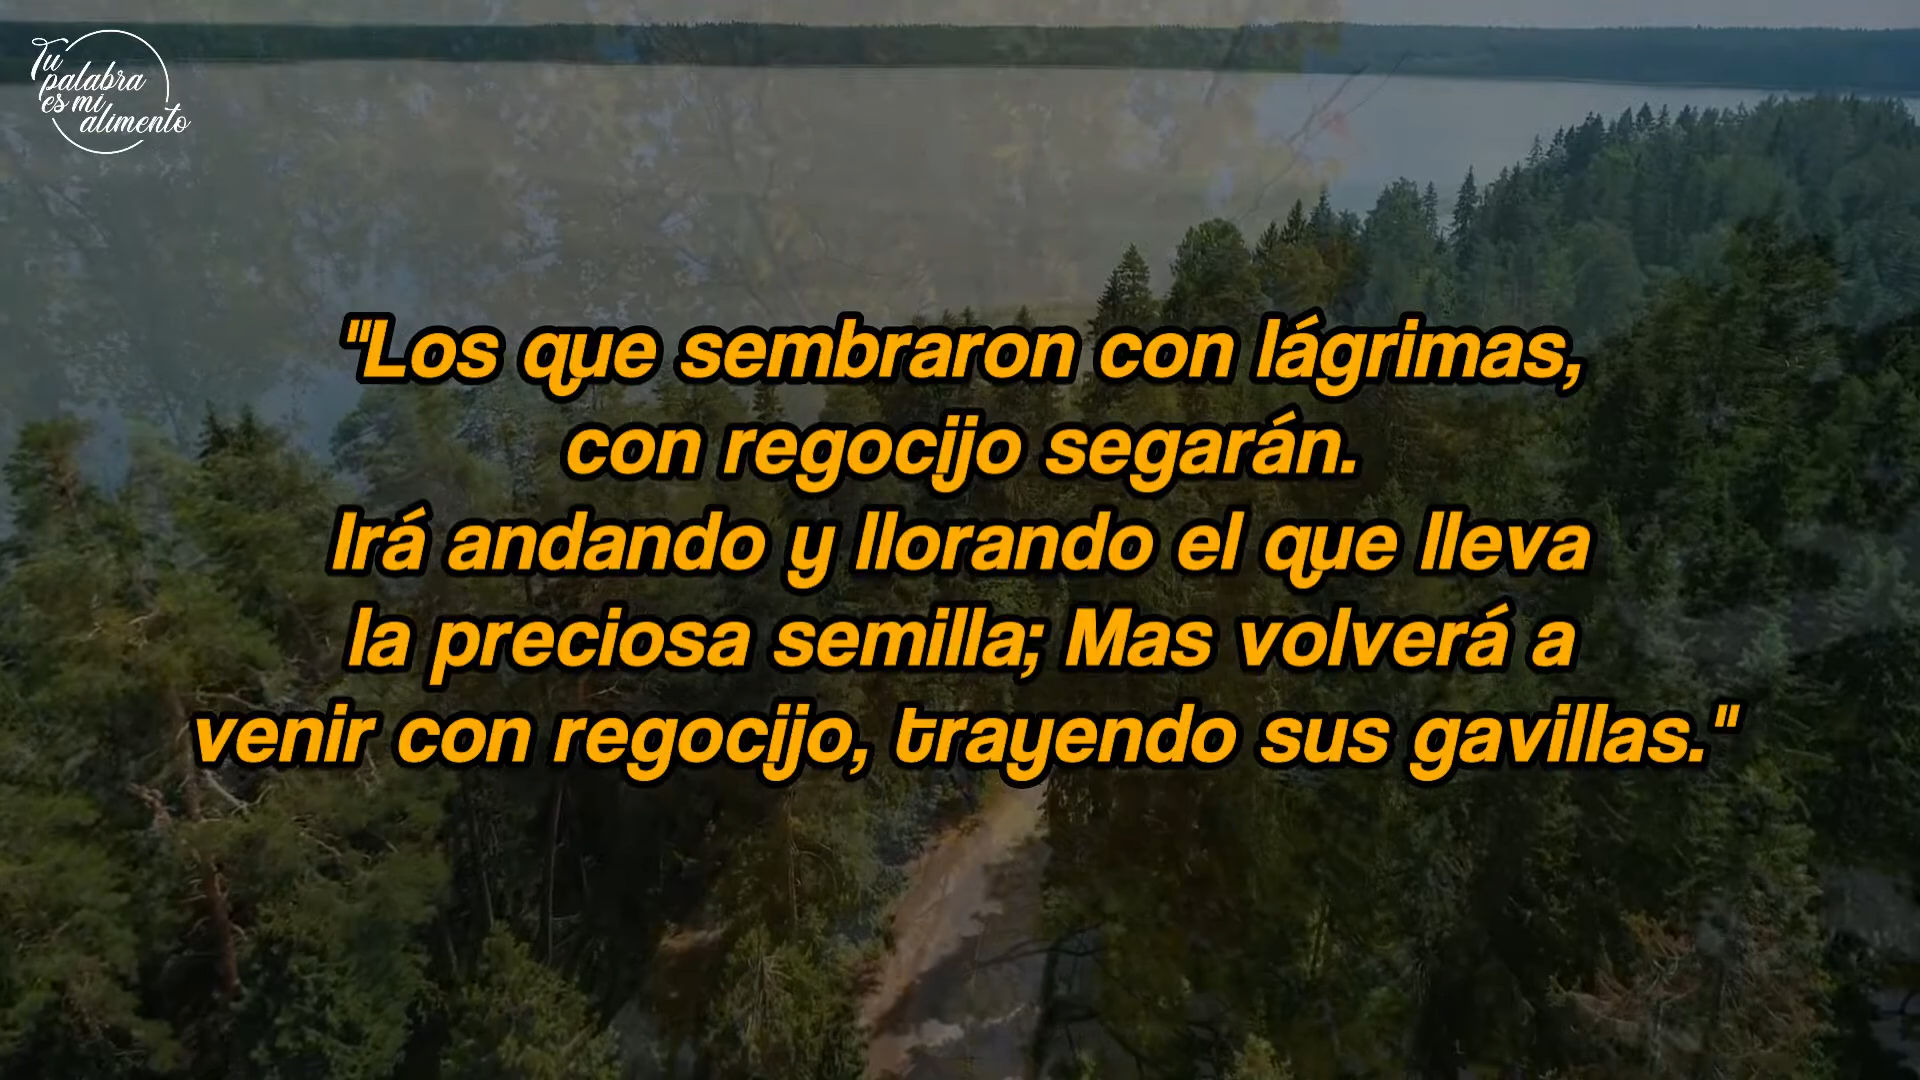 Tu
palabra
es mi
alimento
"Los que sembraron con lágrimas,
con regocijo segarán.
Irá andando y llorando el que lleva
la preciosa semilla; Mas volverá a
venir con regocijo, trayendo sus gavillas."